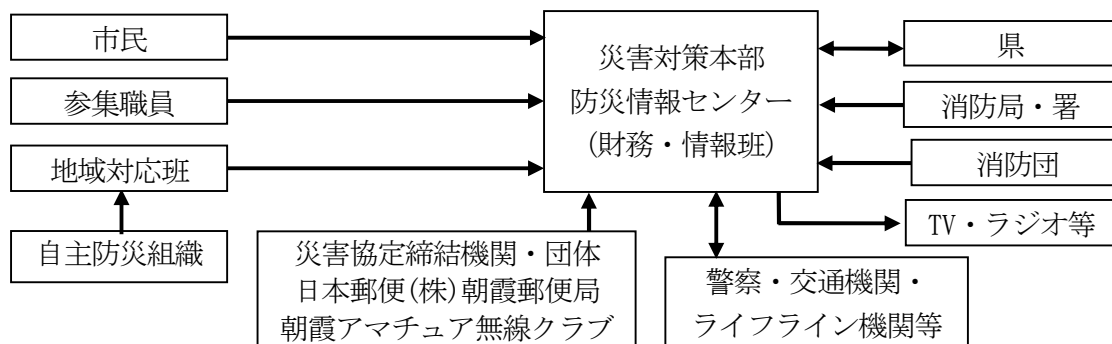 市民
参集職員
地域対応班
自主防災組織
災害対策本部
防災情報センター
(財務・情報班)
県
消防局・署
消防団
TV・ラジオ等
災害協定締結機関・団体
日本郵便(株)朝霞郵便局
朝霞アマチュア無線クラブ
警察・交通機関・
ライフライン機関等